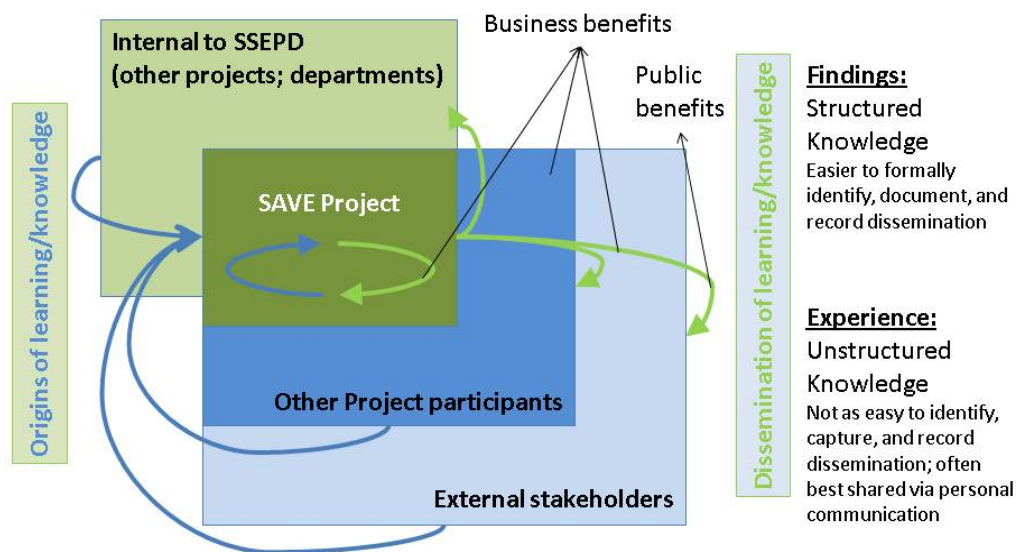 Business benefits
Internal to SSEPD
(other projects; departments)
Public
benefits
Origins of learning/knowledge
SAVE Project
Other Project participants
External stakeholders
Dissemination of learning/knowledge
Findings:
Structured
Knowledge
Easier to formally
identify, document, and
record dissemination
Experience:
Unstructured
Knowledge
Not as easy to identify,
capture, and record
dissemination; often
best shared via personal
communication